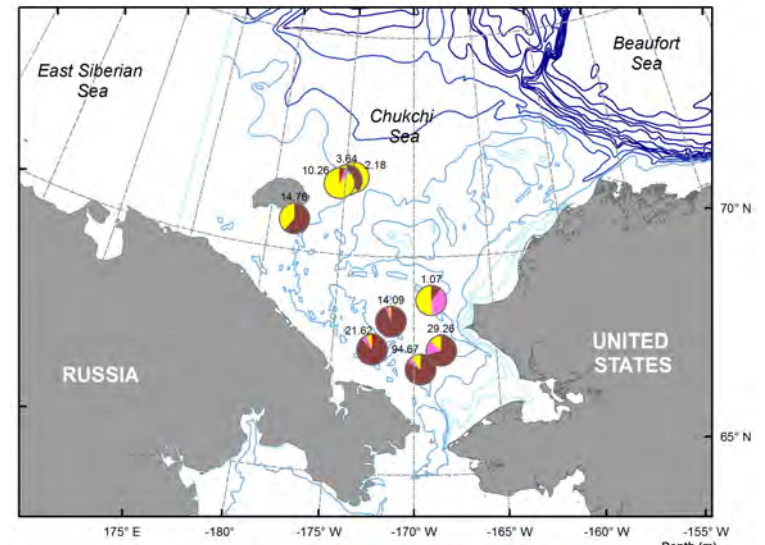 Beaufort
Sea
East Siberian
Sea
Chukchi
Sea
3.64
10.26
2.18
14.76
70° N
1.07
14.09
21.62
29.26
94.67
UNITED
STATES
RUSSIA
65° N
175° E
-180°
-175° W
-170° W
-165° W
-160° W
-155° W
Depth (m)